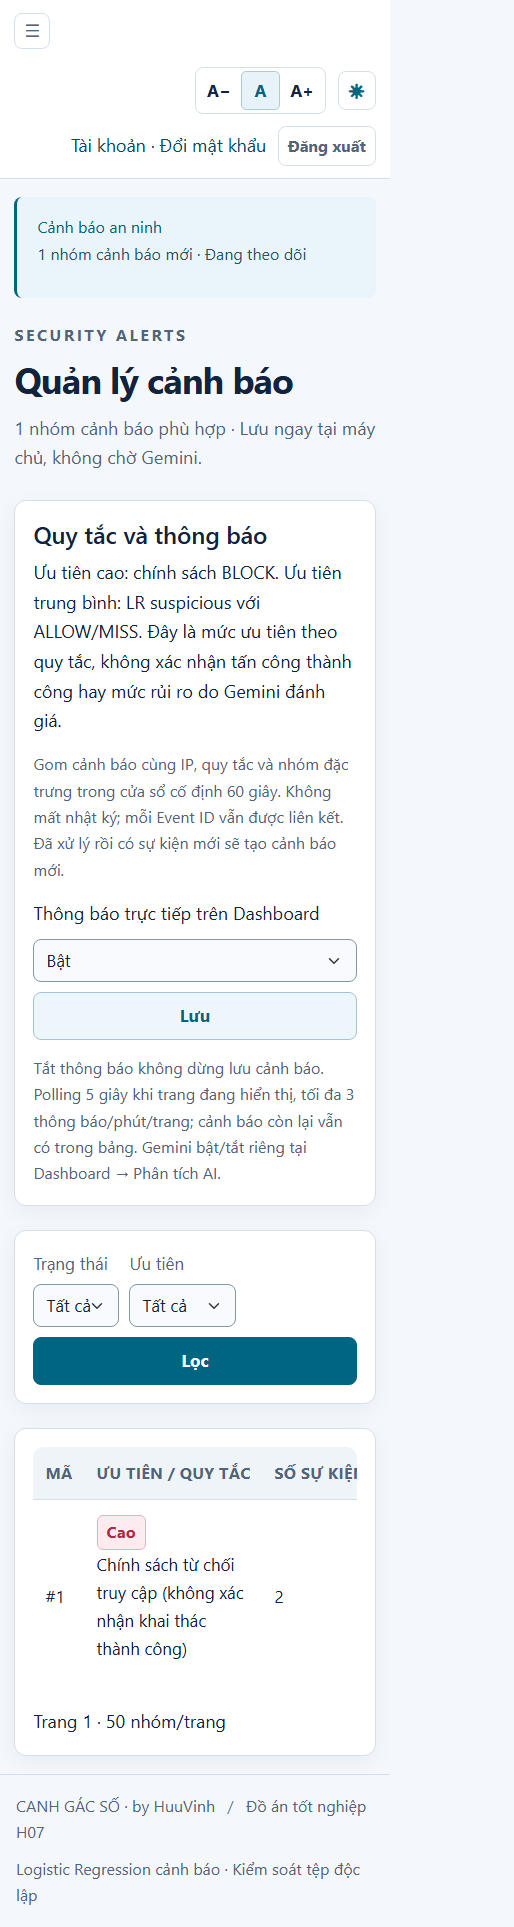 ☰
A− A A+
Tài khoản · Đổi mật khẩu Đăng xuất
Cảnh báo an ninh
1 nhóm cảnh báo mới · Đang theo dõi
SECURITY ALERTS
Quản lý cảnh báo
1 nhóm cảnh báo phù hợp · Lưu ngay tại máy
chủ, không chờ Gemini.
Quy tắc và thông báo
Ưu tiên cao: chính sách BLOCK. Ưu tiên
trung bình: LR suspicious với
ALLOW/MISS. Đây là mức ưu tiên theo
quy tắc, không xác nhận tấn công thành
công hay mức rủi ro do Gemini đánh
giá.
Gom cảnh báo cùng IP, quy tắc và nhóm đặc
trưng trong cửa sổ cố định 60 giây. Không
mất nhật ký; mỗi Event ID vẫn được liên kết.
Đã xử lý rồi có sự kiện mới sẽ tạo cảnh báo
mới.
Thông báo trực tiếp trên Dashboard
Bật
Lưu
Tắt thông báo không dừng lưu cảnh báo.
Polling 5 giây khi trang đang hiển thị, tối đa 3
thông báo/phút/trang; cảnh báo còn lại vẫn
có trong bảng. Gemini bật/tắt riêng tại
Dashboard → Phân tích AI.
Trạng thái Ưu tiên
Tất cả Tất cả
Lọc
MÃ ƯU TIÊN / QUY TẮC SỐ SỰ KIỆN
Cao
Chính sách từ chối
truy cập (không xác
#1 nhận khai thác 2
thành công)
Trang 1 · 50 nhóm/trang
CANH GÁC SỐ · by HuuVinh / Đồ án tốt nghiệp
H07
Logistic Regression cảnh báo · Kiểm soát tệp độc
lập